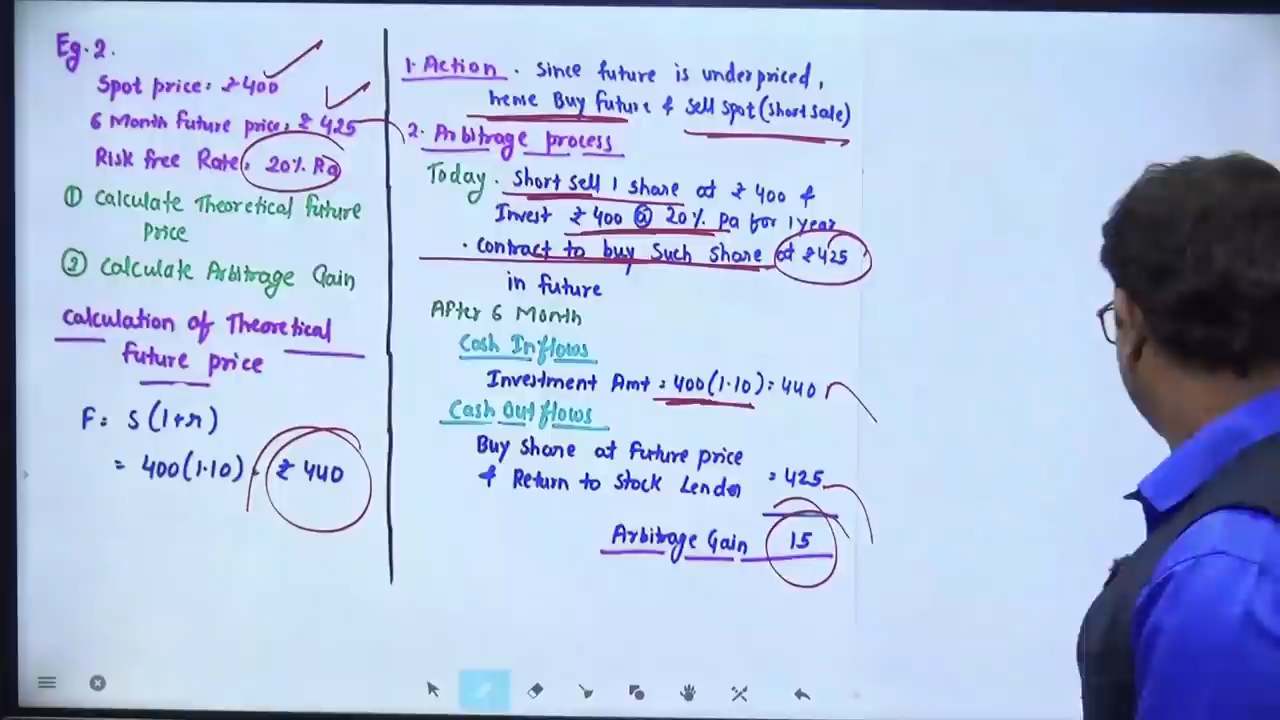 Eg.2.
Spot price: ₹400
6 Month future price: ₹425
Risk free Rate: 20% Pa
① Calculate Theoretical future
Price
② Calculate Arbitrage Gain
Calculation of Theoretical
future price
F = S(1+r)
= 400(1.10) = ₹440
1. Action. Since future is underpriced,
hence Buy future & Sell spot (short sale)
2. Arbitrage process
Today. Short sell 1 share at ₹400 &
Invest ₹400 @ 20% pa for 1 year
• Contract to buy Such share at ₹425
in future
After 6 Month
Cash Inflows
Investment Amt = 400(1.10) = 440
Cash Outflows
Buy share at future price
& Return to Stock Lender = 425
Arbitrage Gain 15